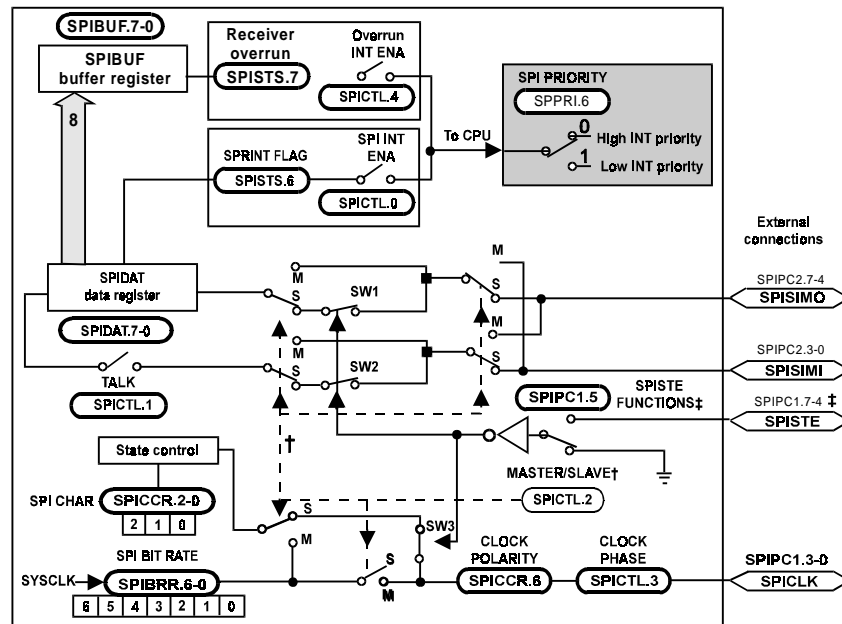 SPIBUF.7-0
SPIBUF
buffer register
8
Receiver
overrun
SPISTS.7
Overrun
INT ENA
SPICTL.4
SPRINT FLAG
SPISTS.6
SPI INT
ENA
SPICTL.0
To CPU
SPI PRIORITY
SPPRI.6
0
High INT priority
1
Low INT priority
External
connections
SPIDAT
data register
SPIDAT.7-0
TALK
SPICTL.1
M
S
S
SW1
M
S
SPIPC2.7-4
SPISIMO
M
S
S
SW2
M
S
SPIPC2.3-0
SPISIMI
SPIPC1.5
SPISTE
FUNCTIONS‡
SPIPC1.7-4 ‡
SPISTE
†
MASTER/SLAVE†
SPICTL.2
State control
SPI CHAR
SPICCR.2-0
2 1 0
S
M
SW3
SPI BIT RATE
SYSCLK
SPIBRR.6-0
6 5 4 3 2 1 0
S
M
CLOCK
POLARITY
SPICCR.6
CLOCK
PHASE
SPICTL.3
SPIPC1.3-0
SPICLK